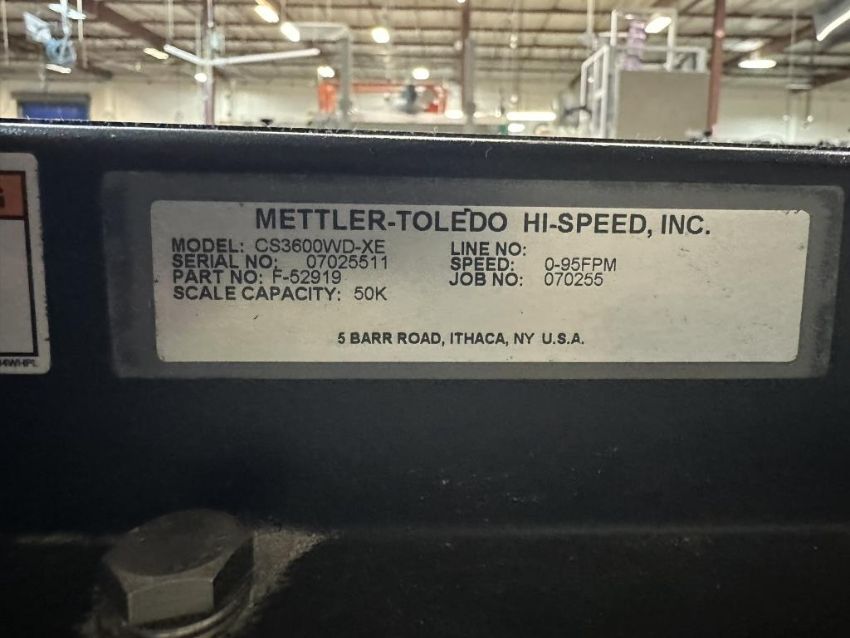 METTLER-TOLEDO HI-SPEED, INC.
MODEL: CS3600WD-XE
SERIAL NO: 07025511
PART NO: F-52919
SCALE CAPACITY: 50K
LINE NO:
SPEED: 0-95FPM
JOB NO: 070255
5 BARR ROAD, ITHACA, NY U.S.A.